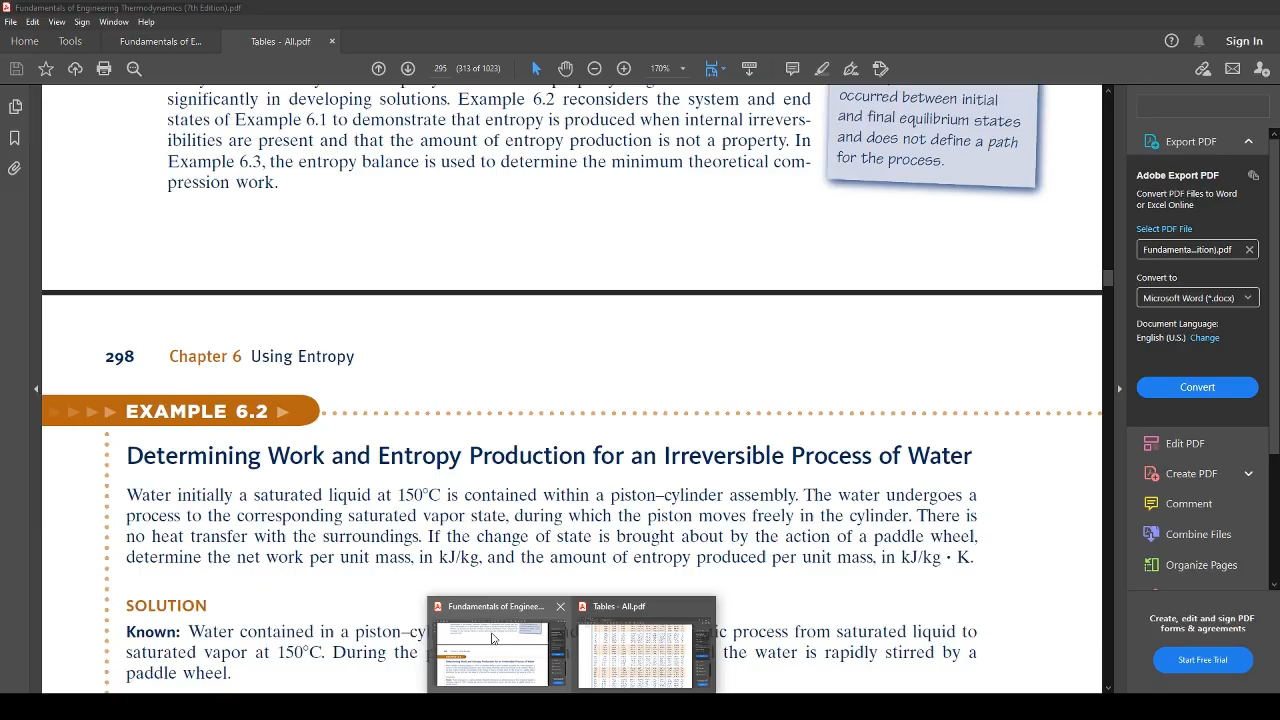 Fundamentals of Engineering Thermodynamics (7th Edition).pdf
File Edit View Sign Window Help
Home Tools Fundamentals of E... Tables - All.pdf × Sign In
295 (313 of 1023) 170%
significantly in developing solutions. Example 6.2 reconsiders the system and end
states of Example 6.1 to demonstrate that entropy is produced when internal irrevers-
ibilities are present and that the amount of entropy production is not a property. In
Example 6.3, the entropy balance is used to determine the minimum theoretical com-
pression work.
occurred between initial
and final equilibrium states
and does not define a path
for the process.
298 Chapter 6 Using Entropy
EXAMPLE 6.2
Determining Work and Entropy Production for an Irreversible Process of Water
Water initially a saturated liquid at 150°C is contained within a piston–cylinder assembly. The water undergoes a
process to the corresponding saturated vapor state, during which the piston moves freely in the cylinder. There is
no heat transfer with the surroundings. If the change of state is brought about by the action of a paddle wheel,
determine the net work per unit mass, in kJ/kg, and the amount of entropy produced per unit mass, in kJ/kg · K.
SOLUTION
Known: Water contained in a piston–cy c process from saturated liquid to
saturated vapor at 150°C. During the the water is rapidly stirred by a
paddle wheel.
Fundamentals of Enginee...
Tables - All.pdf
Export PDF
Adobe Export PDF
Convert PDF Files to Word
or Excel Online
Select PDF File
Fundamenta...ition).pdf
Convert to
Microsoft Word (*.docx)
Document Language:
English (U.S.) Change
Convert
Edit PDF
Create PDF
Comment
Combine Files
Organize Pages
Create, edit and sign PDF
forms & agreements
Start Free Trial